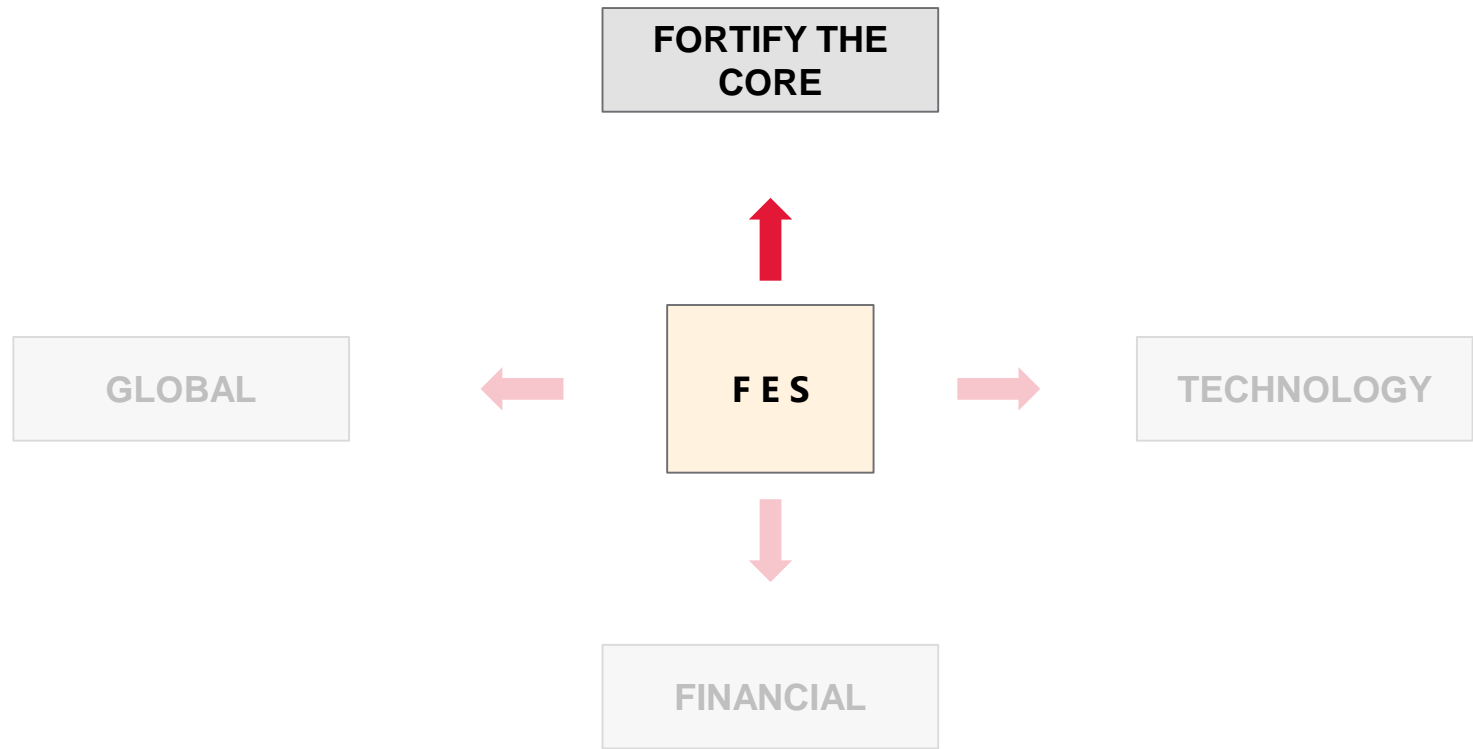 FORTIFY THE
CORE
GLOBAL
F E S
TECHNOLOGY
FINANCIAL